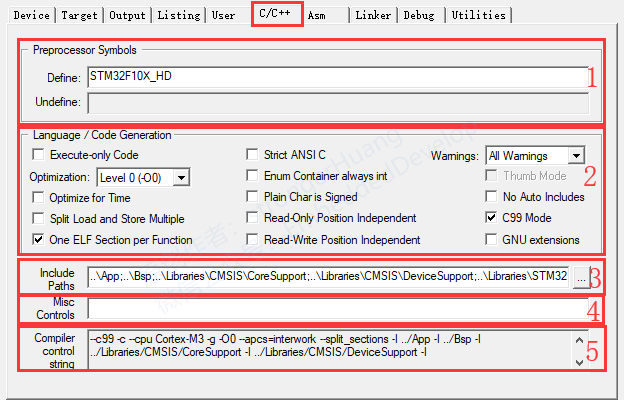 Device Target Output Listing User C/C++ Asm Linker Debug Utilities
Preprocessor Symbols
Define: STM32F10X_HD
1
Undefine:
Language / Code Generation
Execute-only Code Strict ANSI C Warnings: All Warnings
Optimization: Level 0 (-O0) Enum Container always int Thumb Mode
2
Optimize for Time Plain Char is Signed No Auto Includes
Split Load and Store Multiple Read-Only Position Independent C99 Mode
One ELF Section per Function Read-Write Position Independent GNU extensions
Include Paths ..\App;..\Bsp;..\Libraries\CMSIS\CoreSupport;..\Libraries\CMSIS\DeviceSupport;..\Libraries\STM32 ... 3
Misc Controls 4
Compiler control string --c99 -c --cpu Cortex-M3 -g -O0 --apcs=interwork --split_sections -I ../App -I ../Bsp -I
../Libraries/CMSIS/CoreSupport -I ../Libraries/CMSIS/DeviceSupport -I
5